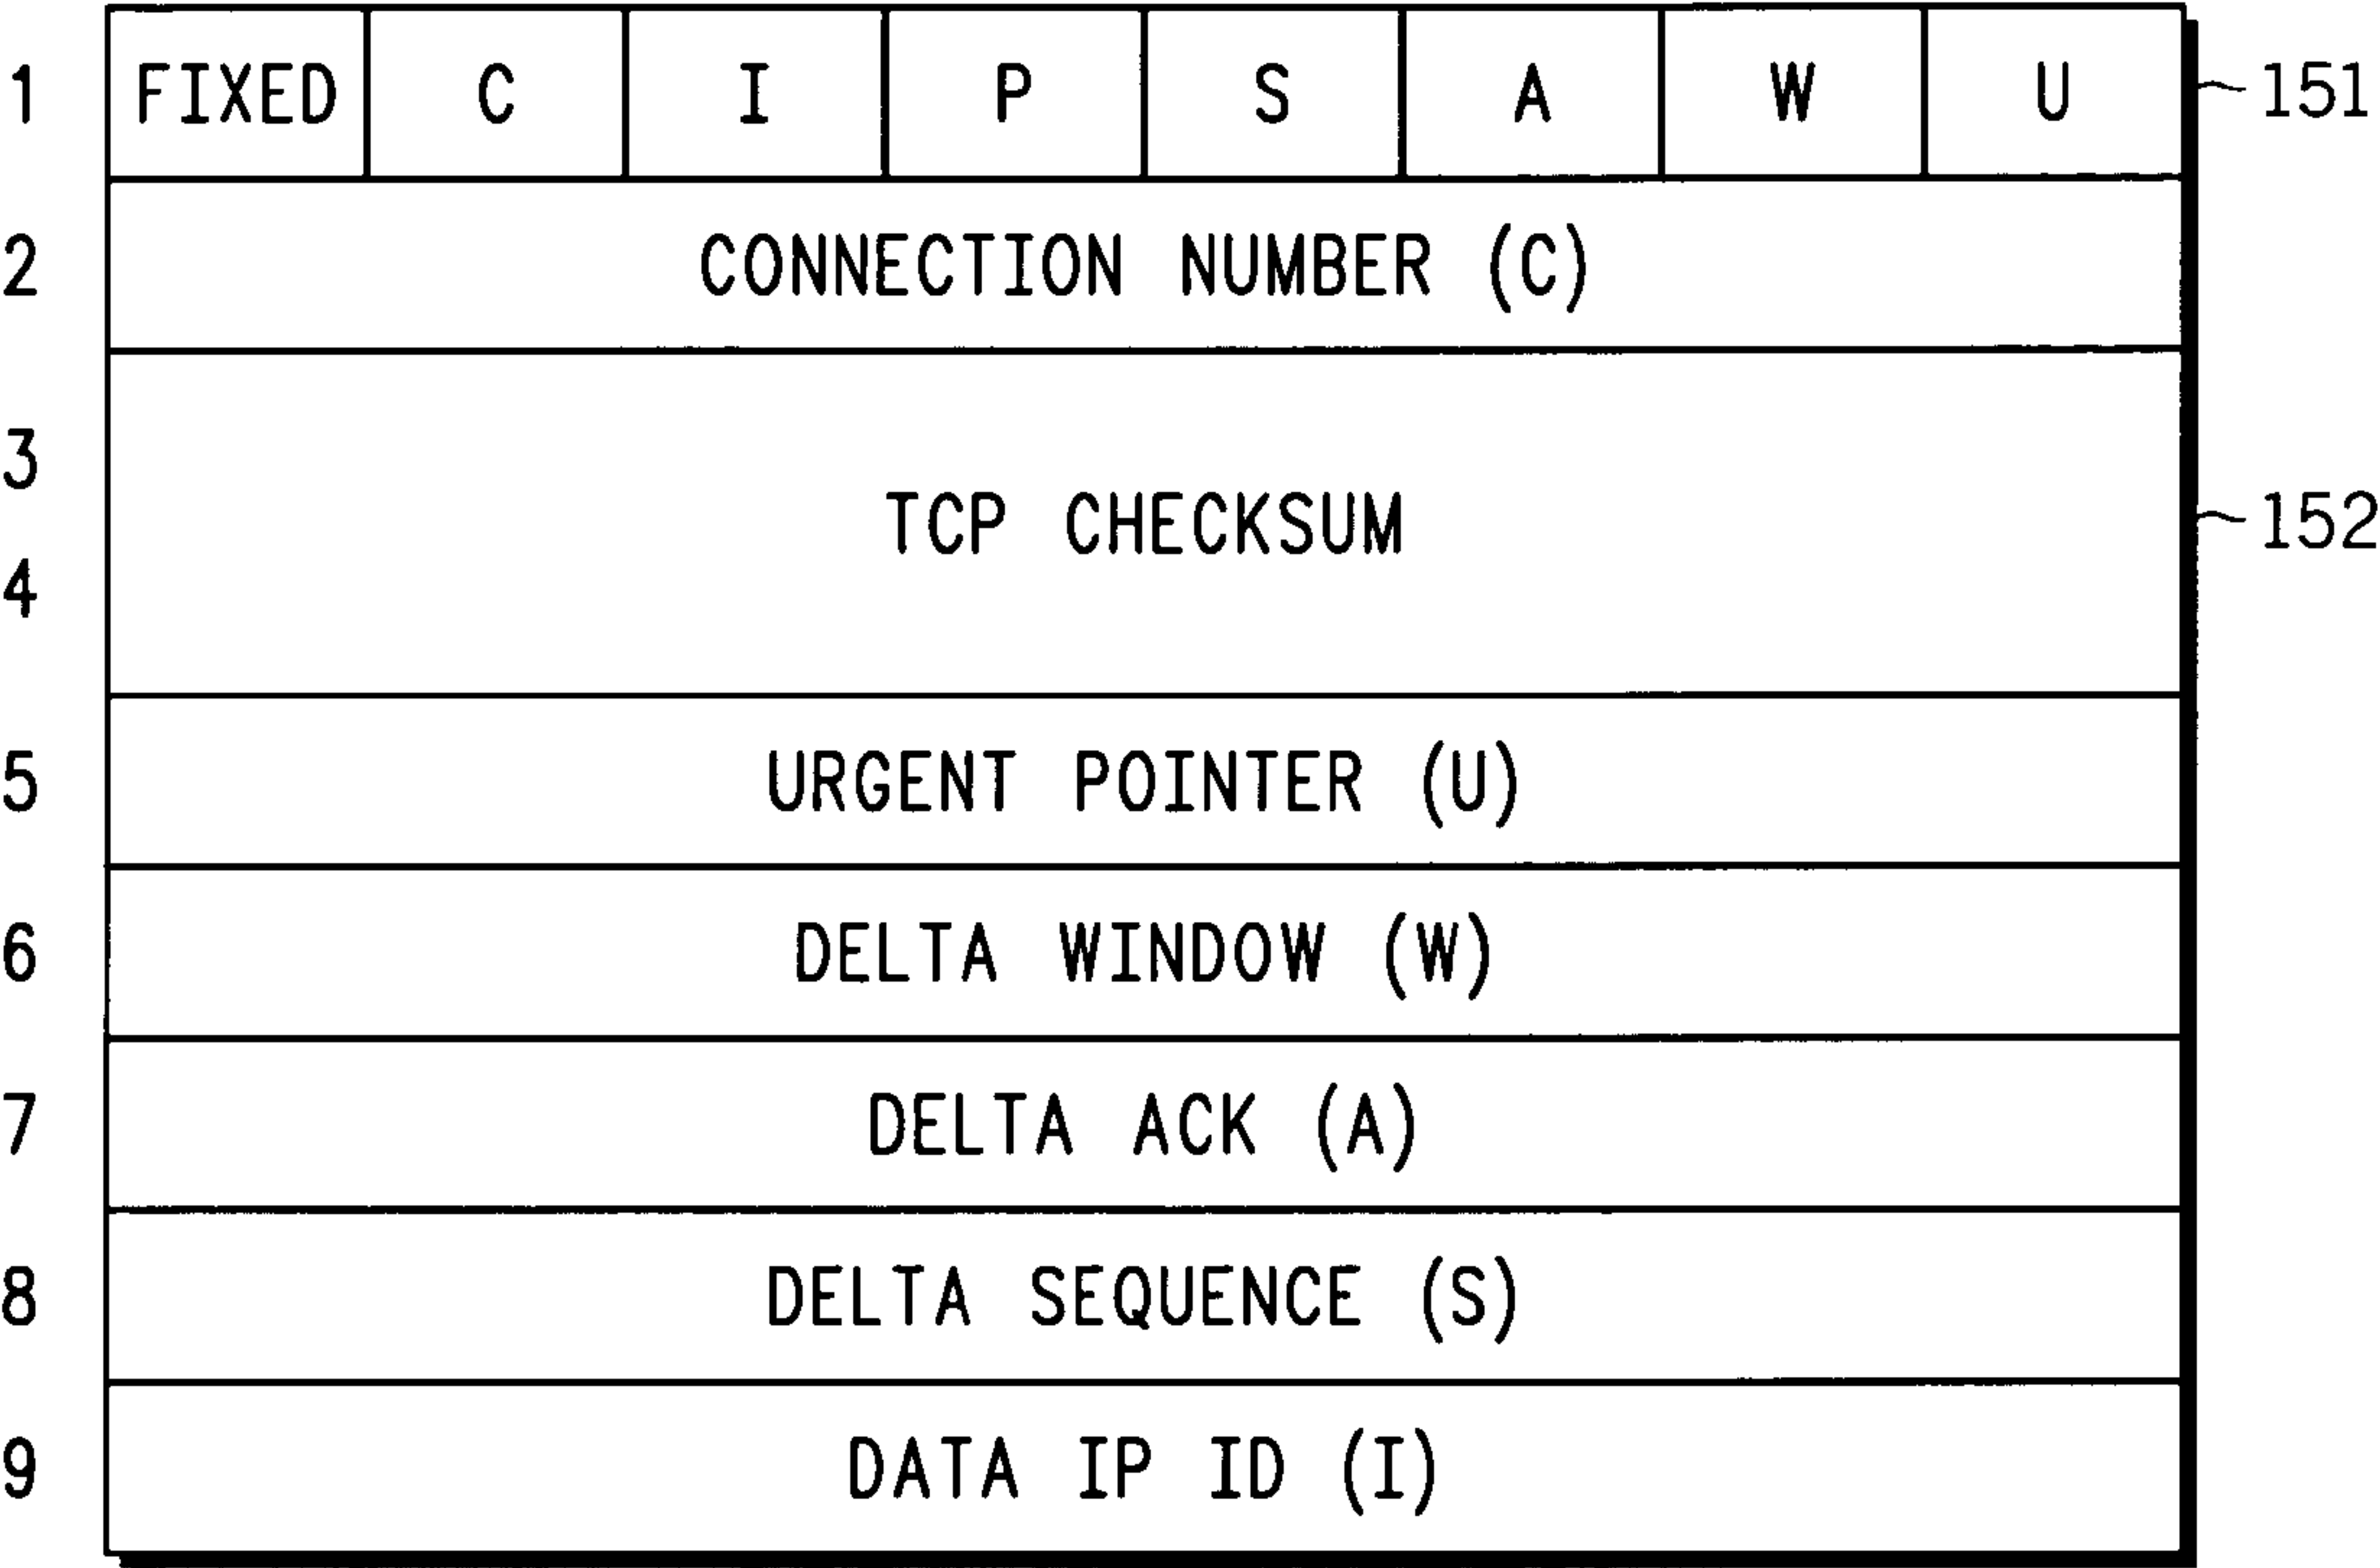 1 FIXED C I P S A W U 151
2 CONNECTION NUMBER (C)
3
TCP CHECKSUM 152
4
5 URGENT POINTER (U)
6 DELTA WINDOW (W)
7 DELTA ACK (A)
8 DELTA SEQUENCE (S)
9 DATA IP ID (I)